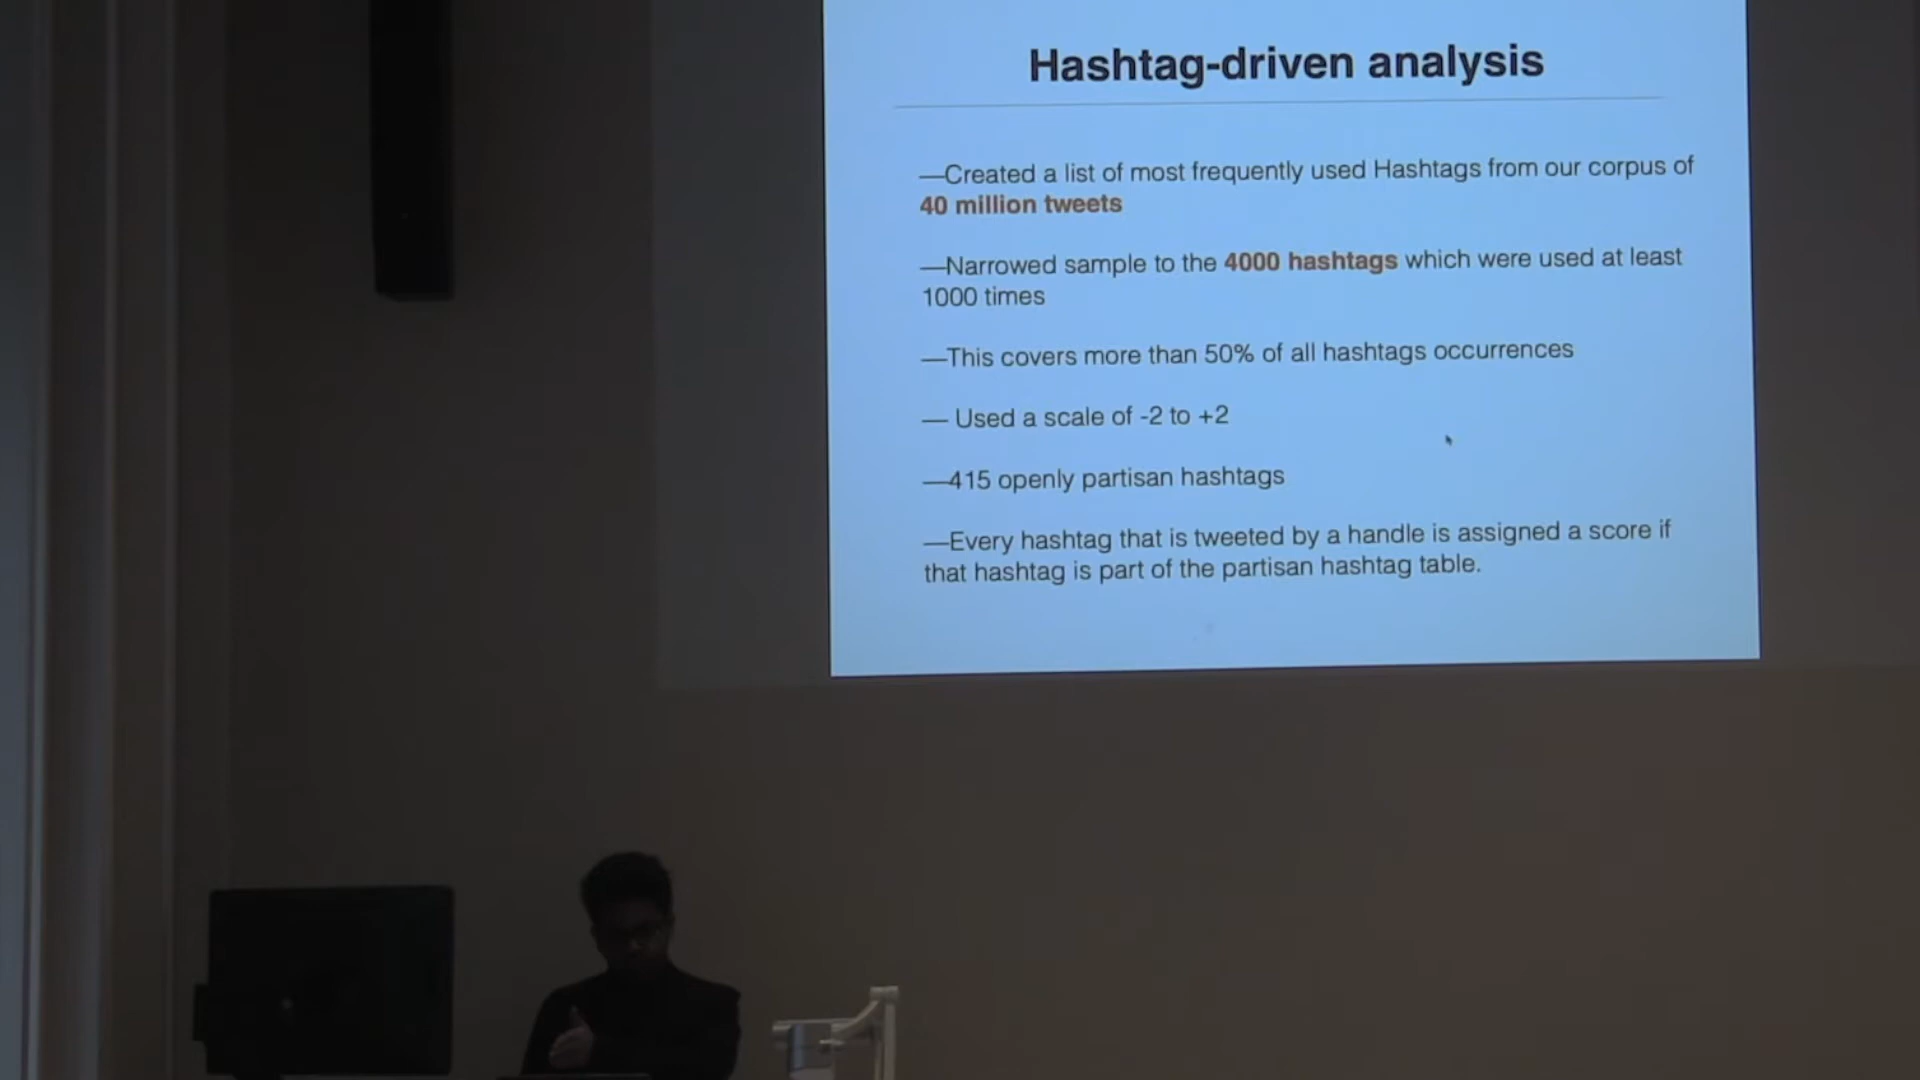 Hashtag-driven analysis
—Created a list of most frequently used Hashtags from our corpus of
40 million tweets
—Narrowed sample to the 4000 hashtags which were used at least
1000 times
—This covers more than 50% of all hashtags occurrences
— Used a scale of -2 to +2
—415 openly partisan hashtags
—Every hashtag that is tweeted by a handle is assigned a score if
that hashtag is part of the partisan hashtag table.